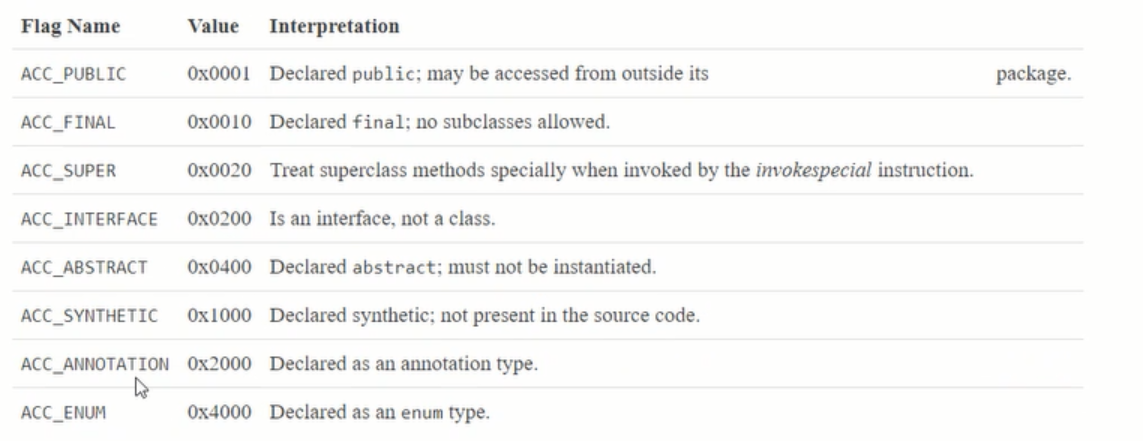 Flag Name Value Interpretation
ACC_PUBLIC 0x0001 Declared public; may be accessed from outside its package.
ACC_FINAL 0x0010 Declared final; no subclasses allowed.
ACC_SUPER 0x0020 Treat superclass methods specially when invoked by the invokespecial instruction.
ACC_INTERFACE 0x0200 Is an interface, not a class.
ACC_ABSTRACT 0x0400 Declared abstract; must not be instantiated.
ACC_SYNTHETIC 0x1000 Declared synthetic; not present in the source code.
ACC_ANNOTATION 0x2000 Declared as an annotation type.
ACC_ENUM 0x4000 Declared as an enum type.